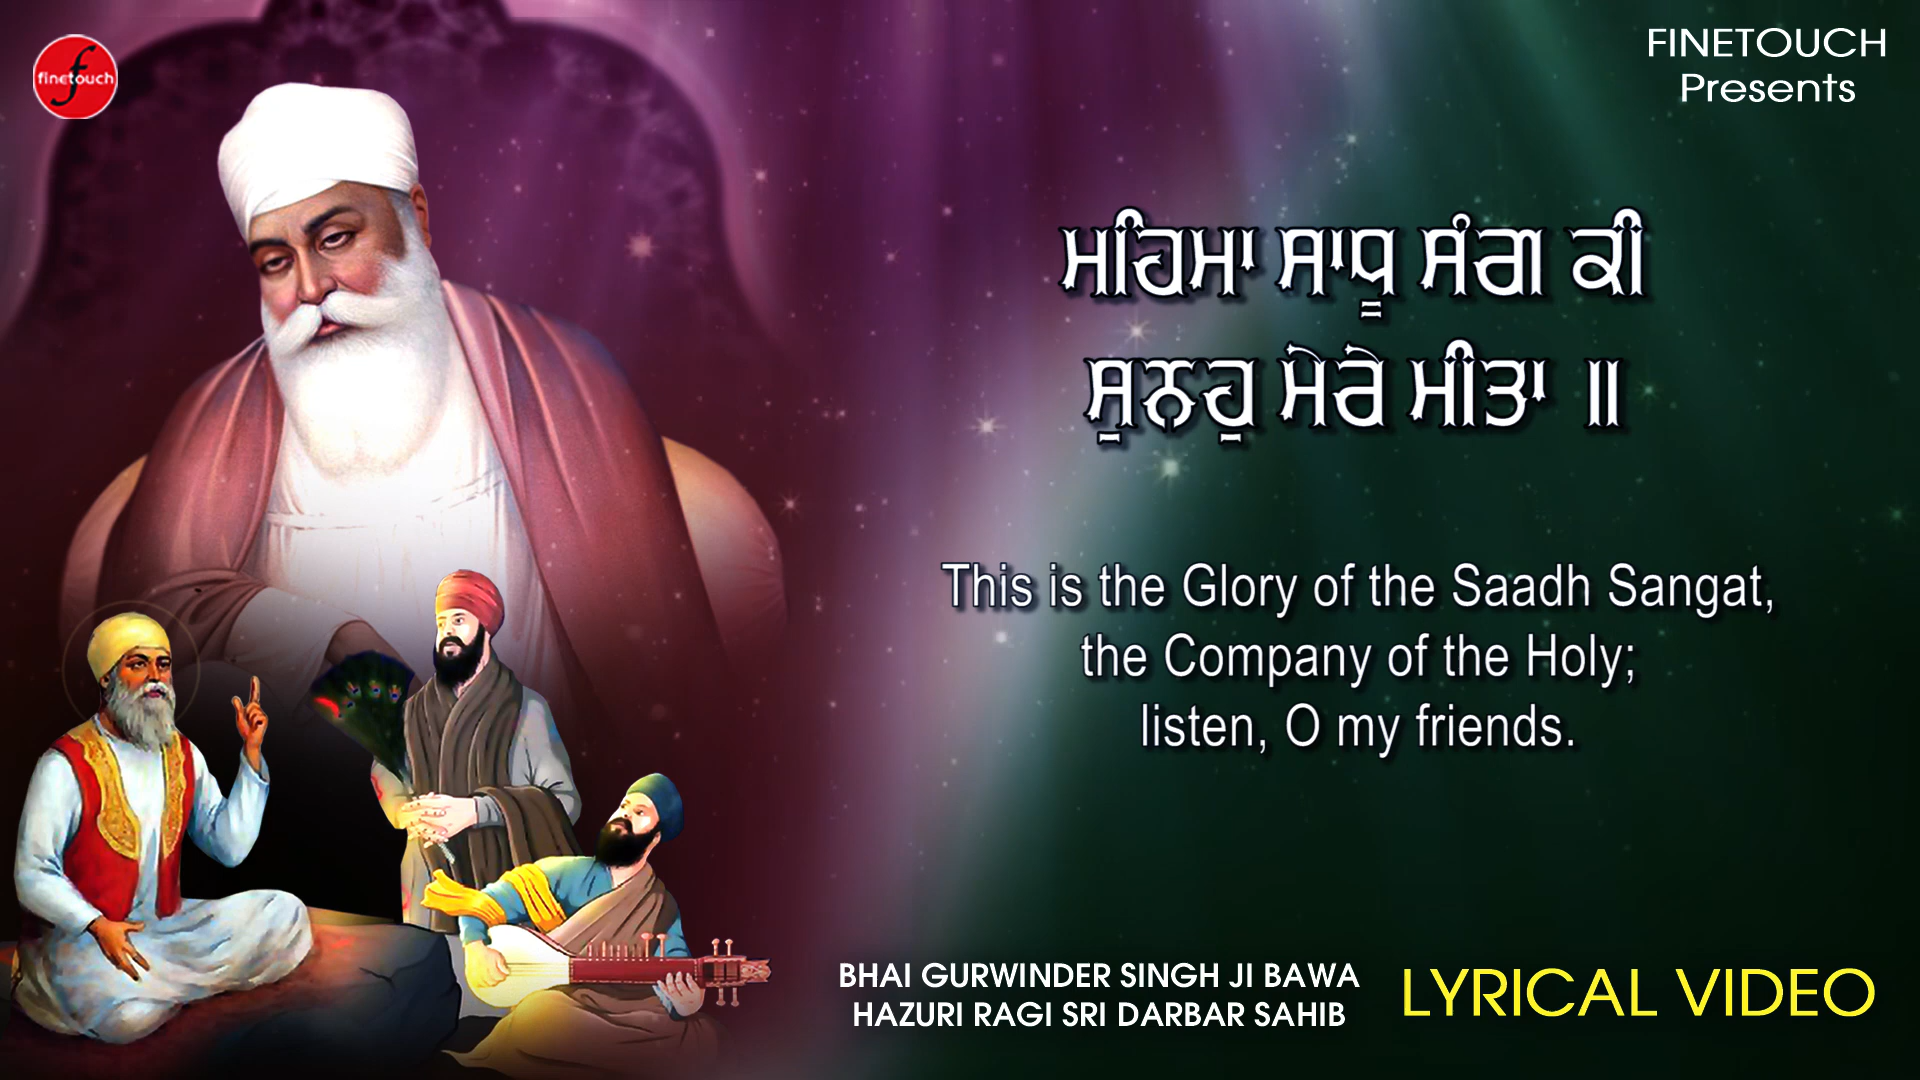 finetouch
FINETOUCH
Presents
ਮਹਿਮਾ ਸਾਧੂ ਸੰਗ ਕੀ
ਸੁਨਹੁ ਮੇਰੇ ਮੀਤਾ ॥
This is the Glory of the Saadh Sangat,
the Company of the Holy;
listen, O my friends.
BHAI GURWINDER SINGH JI BAWA
HAZURI RAGI SRI DARBAR SAHIB
LYRICAL VIDEO